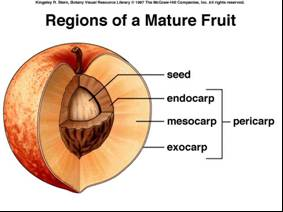 Kingsley R. Stern, Botany Visual Resource Library © 1997 The McGraw-Hill Companies, Inc. All rights reserved.
Regions of a Mature Fruit
seed
endocarp
mesocarp
pericarp
exocarp